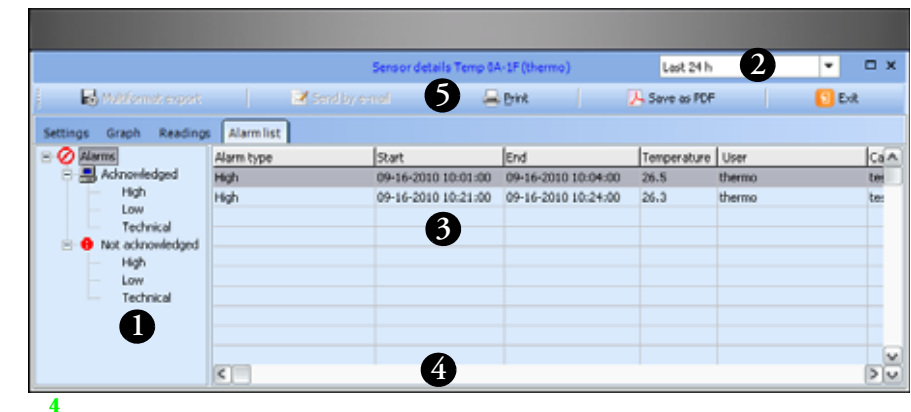 Sensor details Temp 0A-1F (thermo)
Last 24 h
2
Multiformat export
Send by e-mail
5
Print
Save as PDF
Exit
Settings Graph Readings Alarm list
Alarms
Acknowledged
High
Low
Technical
Not acknowledged
High
Low
Technical
1
Alarm type Start End Temperature User Ca
High 09-16-2010 10:01:00 09-16-2010 10:04:00 26.5 thermo tes
High 09-16-2010 10:21:00 09-16-2010 10:24:00 26.3 thermo tes
3
4
4